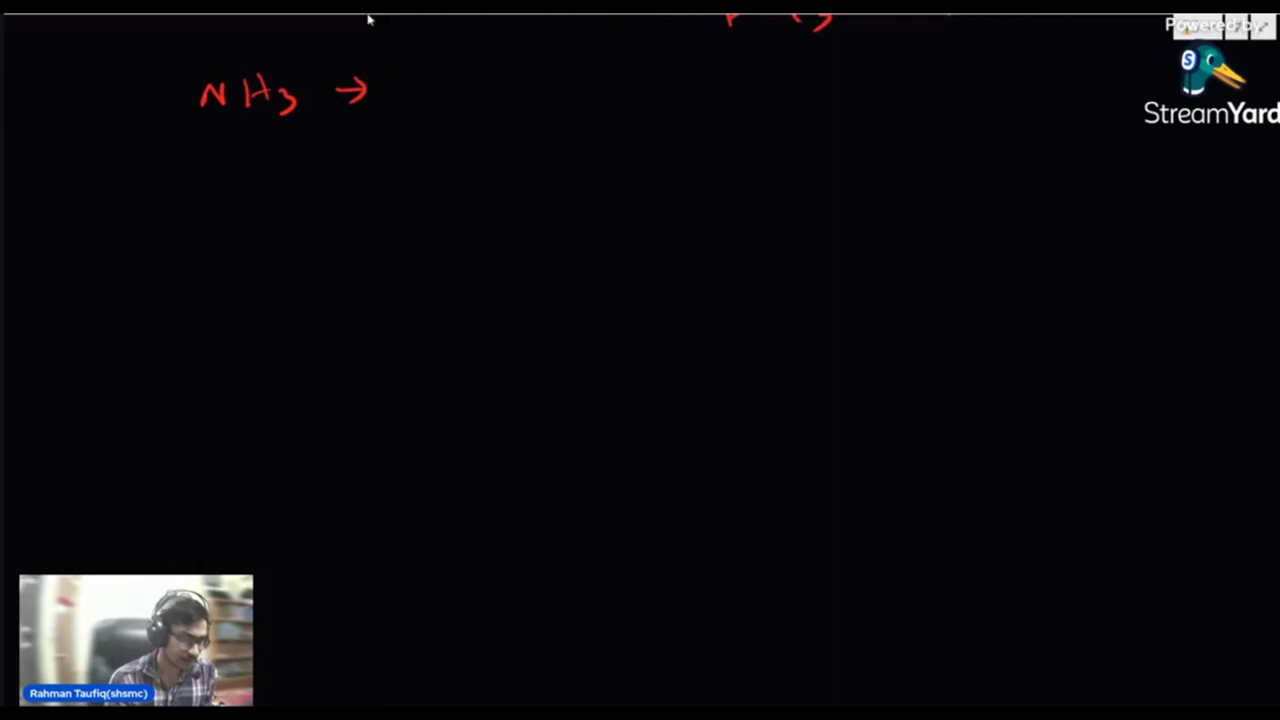 Powered by
NH3 →
S
StreamYard
Rahman Taufiq(shsmc)